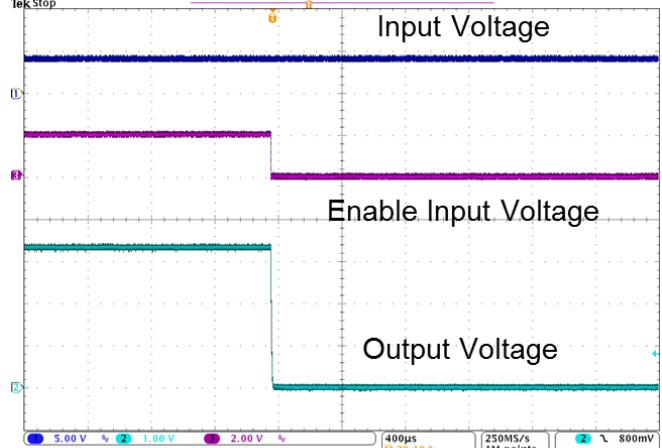 Tek Stop
Input Voltage
1
3
Enable Input Voltage
Output Voltage
2
1 5.00 V 2 1.00 V 3 2.00 V 400µs 250MS/s 2 800mV